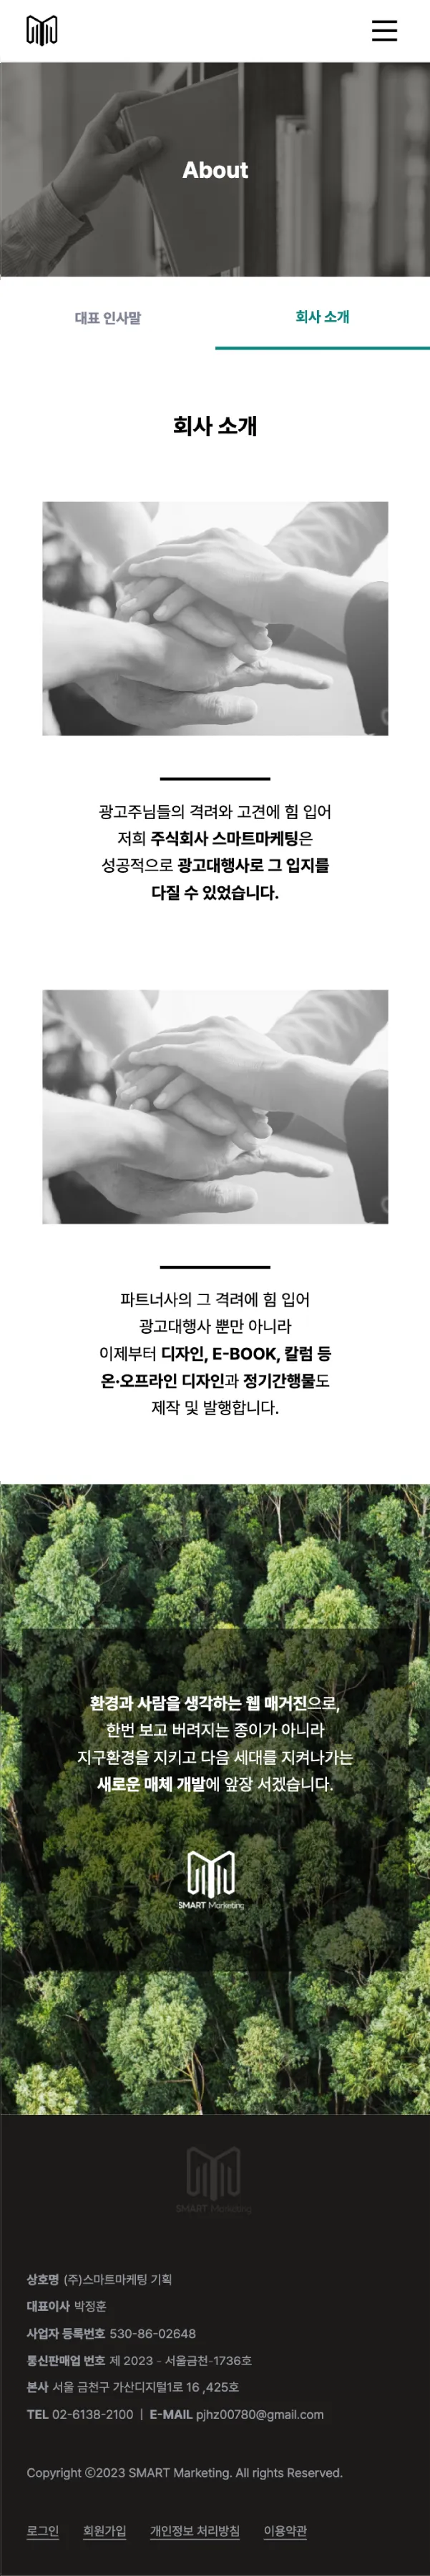 About
대표 인사말
회사 소개
회사 소개
광고주님들의 격려와 고견에 힘 입어
저희 주식회사 스마트마케팅은
성공적으로 광고대행사로 그 입지를
다질 수 있었습니다.
파트너사의 그 격려에 힘 입어
광고대행사 뿐만 아니라
이제부터 디자인, E-BOOK, 칼럼 등
온·오프라인 디자인과 정기간행물도
제작 및 발행합니다.
환경과 사람을 생각하는 웹 매거진으로,
한번 보고 버려지는 종이가 아니라
지구환경을 지키고 다음 세대를 지켜나가는
새로운 매체 개발에 앞장 서겠습니다.
SMART Marketing
SMART Marketing
상호명 (주)스마트마케팅 기획
대표이사 박정훈
사업자 등록번호 530-86-02648
통신판매업 번호 제 2023 - 서울금천-1736호
본사 서울 금천구 가산디지털1로 16 ,425호
TEL 02-6138-2100 | E-MAIL pjhz00780@gmail.com
Copyright ©2023 SMART Marketing. All rights Reserved.
로그인 회원가입 개인정보 처리방침 이용약관